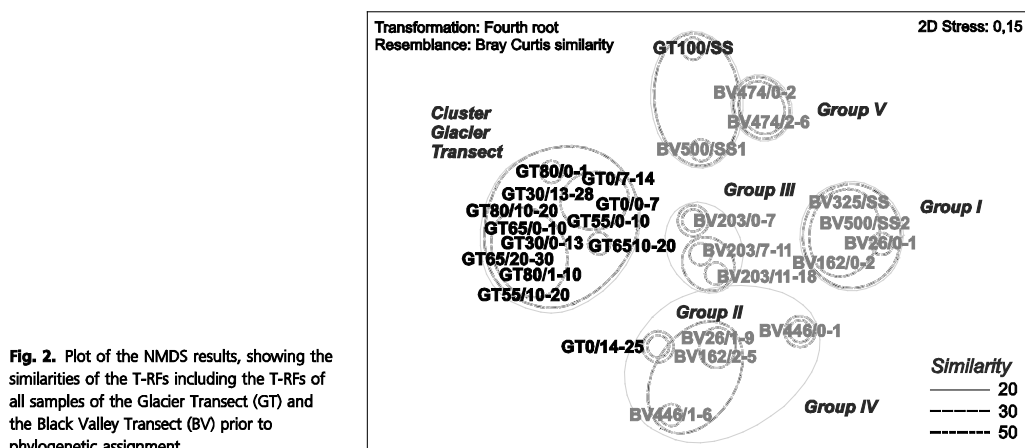 Transformation: Fourth root
Resemblance: Bray Curtis similarity
2D Stress: 0,15
GT100/SS
BV474/0-2
BV474/2-6
Group V
BV500/SS1
Cluster
Glacier
Transect
GT80/0-1
GT0/7-14
GT30/13-28
GT0/0-7
GT80/10-20
GT55/0-10
GT65/0-10
GT30/0-13
GT6510-20
GT65/20-30
GT80/1-10
GT55/10-20
Group III
BV203/0-7
BV203/7-11
BV203/11-18
Group I
BV325/SS
BV500/SS2
BV26/0-1
BV162/0-2
Group II
BV446/0-1
GT0/14-25
BV26/1-9
BV162/2-5
BV446/1-6
Group IV
Similarity
20
30
50
Fig. 2. Plot of the NMDS results, showing the
similarities of the T-RFs including the T-RFs of
all samples of the Glacier Transect (GT) and
the Black Valley Transect (BV) prior to
phylogenetic assignment